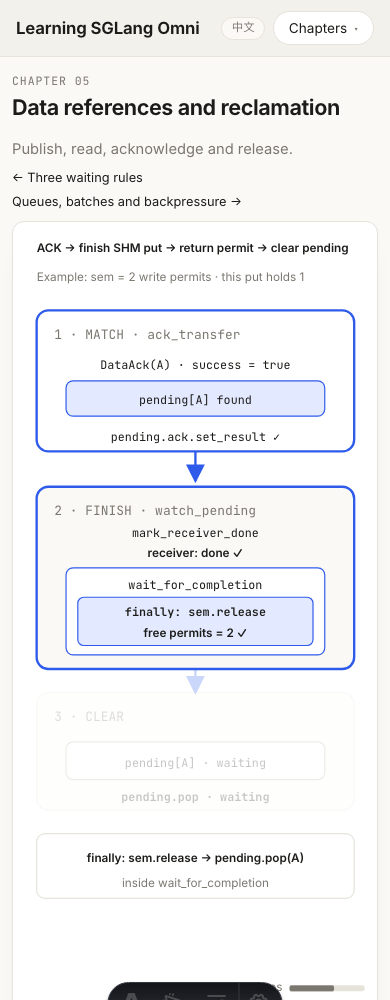 Learning SGLang Omni
中文
Chapters
CHAPTER 05
Data references and reclamation
Publish, read, acknowledge and release.
← Three waiting rules
Queues, batches and backpressure →
ACK → finish SHM put → return permit → clear pending
Example: sem = 2 write permits · this put holds 1
1 · MATCH · ack_transfer
DataAck(A) · success = true
pending[A] found
pending.ack.set_result ✓
2 · FINISH · watch_pending
mark_receiver_done
receiver: done ✓
wait_for_completion
finally: sem.release
free permits = 2 ✓
3 · CLEAR
pending[A] · waiting
pending.pop · waiting
finally: sem.release → pending.pop(A)
inside wait_for_completion